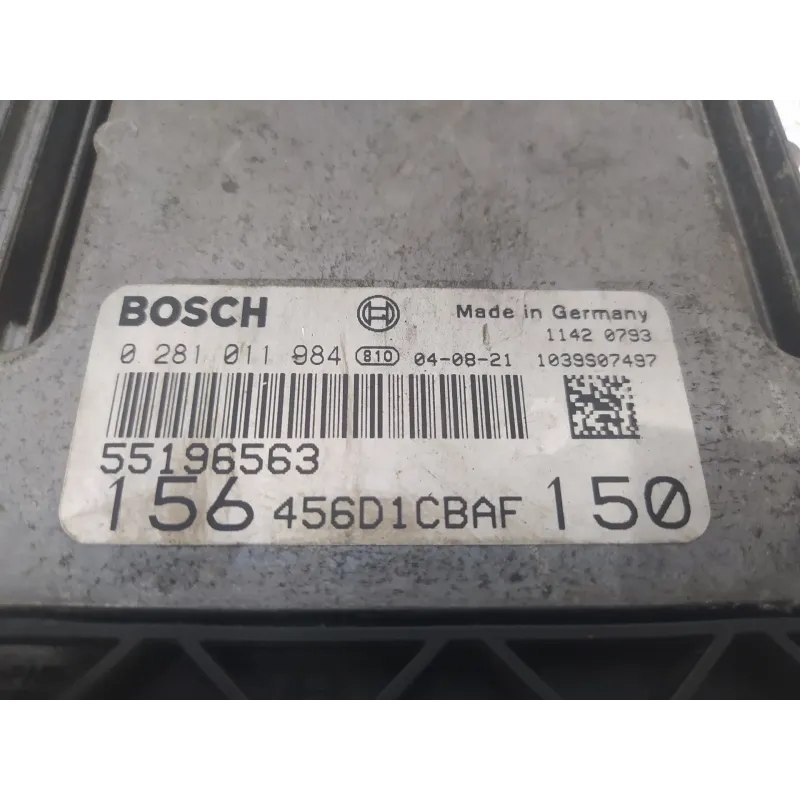 BOSCH Made in Germany
1142 0793
0 281 011 984 810 04-08-21 1039S07497
55196563
156 456D1CBAF 150